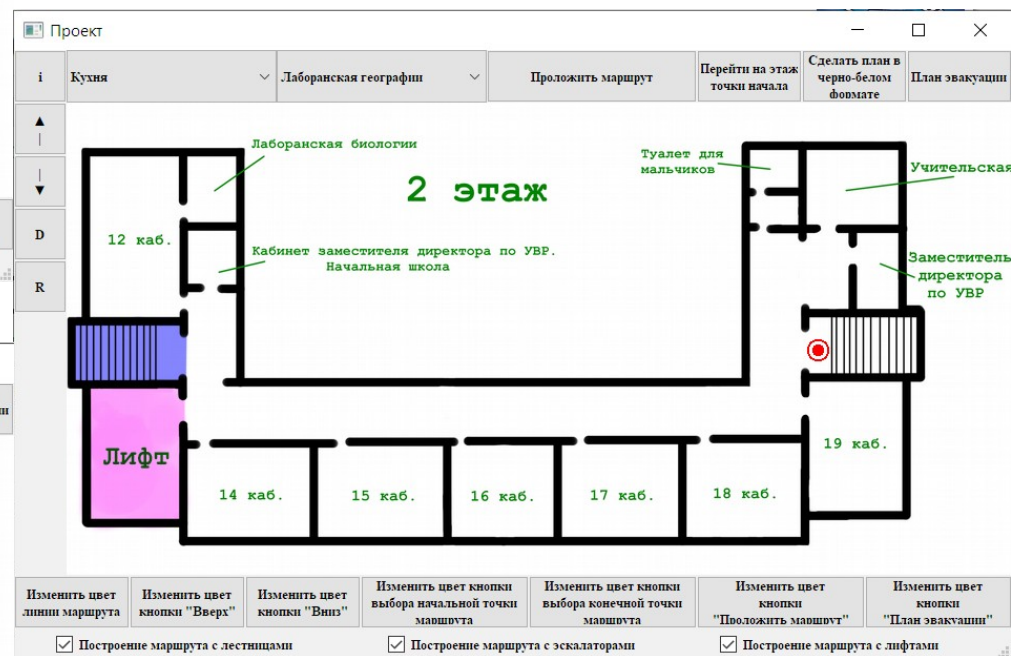 Проект
i
Кухня
Лаборанская географии
Проложить маршрут
Перейти на этаж
точки начала
Сделать план в
черно-белом
формате
План эвакуации
D
R
Лаборанская биологии
2 этаж
Туалет для
мальчиков
Учительская
12 каб.
Кабинет заместителя директора по УВР.
Начальная школа
Заместитель
директора
по УВР
Лифт
19 каб.
14 каб.
15 каб.
16 каб.
17 каб.
18 каб.
Изменить цвет
линии маршрута
Изменить цвет
кнопки "Вверх"
Изменить цвет
кнопки "Вниз"
Изменить цвет кнопки
выбора начальной точки
маршрута
Изменить цвет кнопки
выбора конечной точки
маршрута
Изменить цвет
кнопки
"Проложить маршрут"
Изменить цвет
кнопки
"План эвакуации"
Построение маршрута с лестницами
Построение маршрута с эскалаторами
Построение маршрута с лифтами